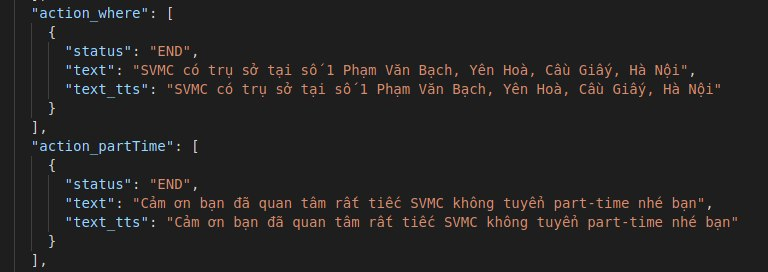 "action_where": [
{
"status": "END",
"text": "SVMC có trụ sở tại số 1 Phạm Văn Bạch, Yên Hoà, Cầu Giấy, Hà Nội",
"text_tts": "SVMC có trụ sở tại số 1 Phạm Văn Bạch, Yên Hoà, Cầu Giấy, Hà Nội"
}
],
"action_partTime": [
{
"status": "END",
"text": "Cảm ơn bạn đã quan tâm rất tiếc SVMC không tuyển part-time nhé bạn",
"text_tts": "Cảm ơn bạn đã quan tâm rất tiếc SVMC không tuyển part-time nhé bạn"
}
],